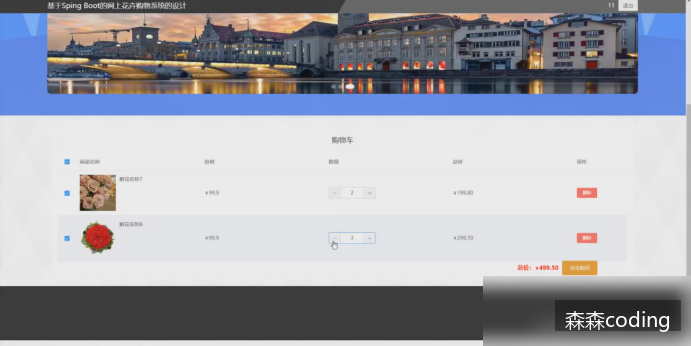 基于Sping Boot的网上花卉购物系统的设计
11 退出
购物车
商品名称 价格 数量 总价 操作
鲜花名称7
¥99.9 − 2 + ¥199.80 删除
鲜花名称6
¥99.9 − 3 + ¥299.70 删除
总价：¥499.50 点击购买
森森coding